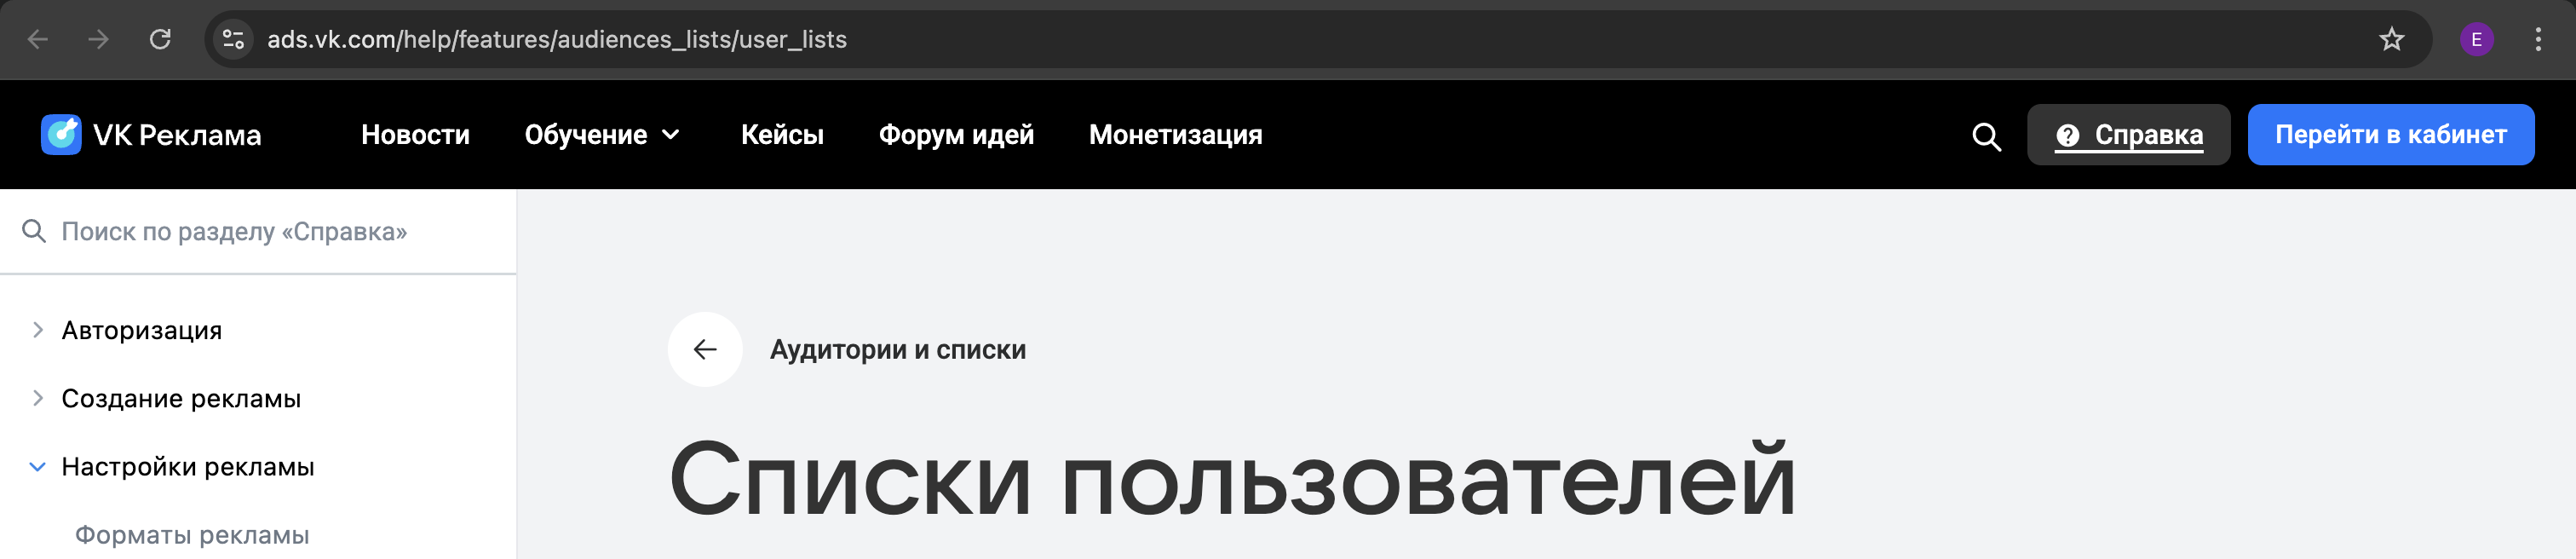 ads.vk.com/help/features/audiences_lists/user_lists
E
VK Реклама
Новости
Обучение
Кейсы
Форум идей
Монетизация
Справка
Перейти в кабинет
Поиск по разделу «Справка»
Авторизация
Создание рекламы
Настройки рекламы
Форматы рекламы
Аудитории и списки
Списки пользователей